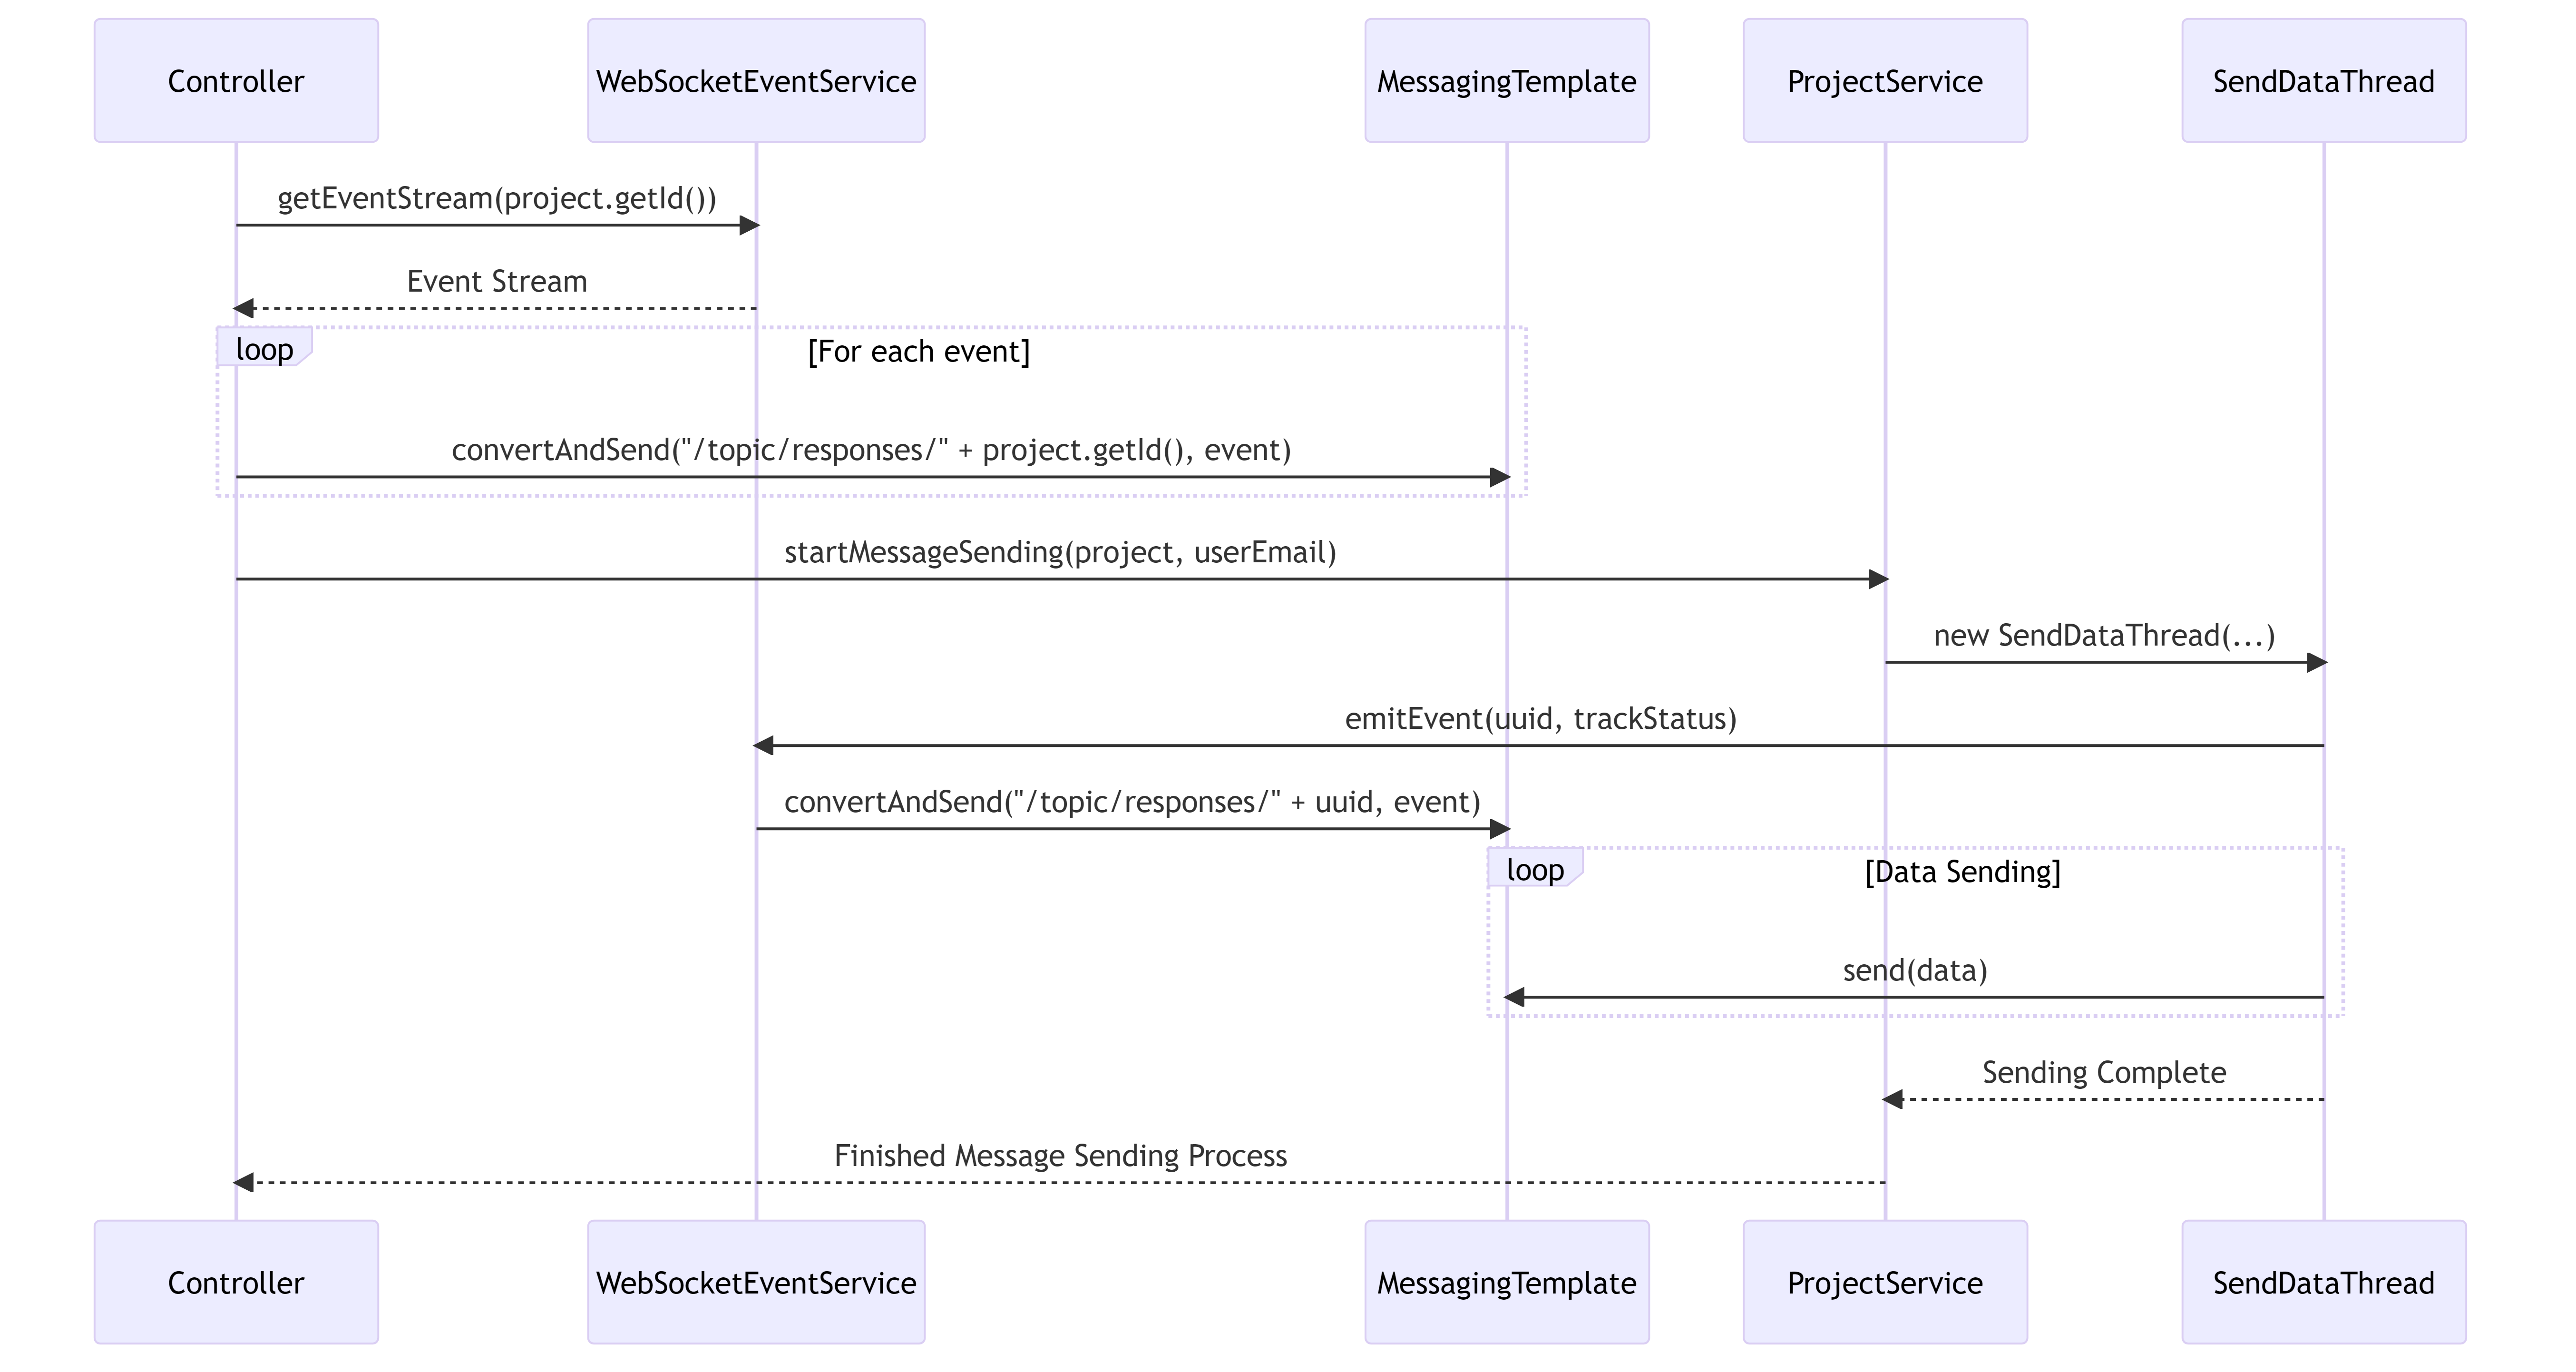 Controller
WebSocketEventService
MessagingTemplate
ProjectService
SendDataThread
getEventStream(project.getId())
Event Stream
loop
[For each event]
convertAndSend("/topic/responses/" + project.getId(), event)
startMessageSending(project, userEmail)
new SendDataThread(...)
emitEvent(uuid, trackStatus)
convertAndSend("/topic/responses/" + uuid, event)
loop
[Data Sending]
send(data)
Sending Complete
Finished Message Sending Process
Controller
WebSocketEventService
MessagingTemplate
ProjectService
SendDataThread